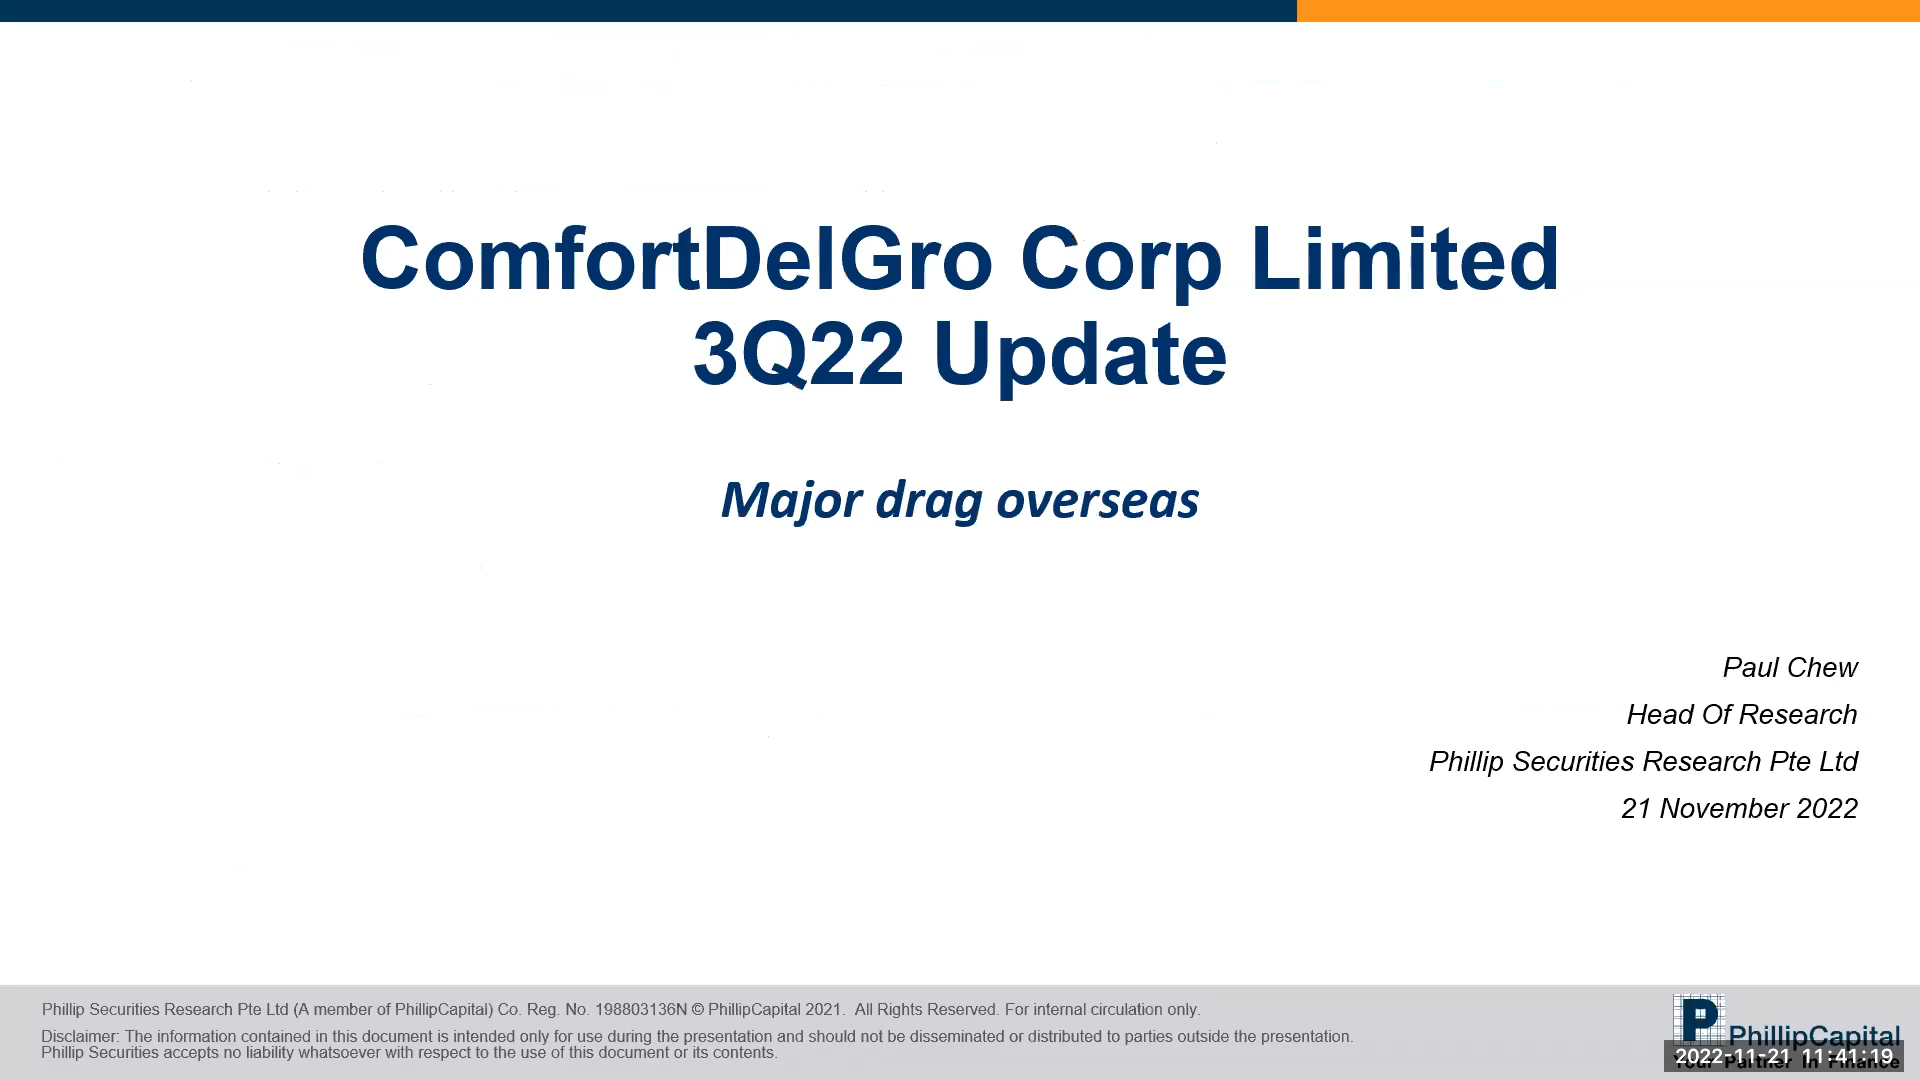 ComfortDelGro Corp Limited
3Q22 Update
Major drag overseas
Paul Chew
Head Of Research
Phillip Securities Research Pte Ltd
21 November 2022
Phillip Securities Research Pte Ltd (A member of PhillipCapital) Co. Reg. No. 198803136N © PhillipCapital 2021.  All Rights Reserved. For internal circulation only.
Disclaimer: The information contained in this document is intended only for use during the presentation and should not be disseminated or distributed to parties outside the presentation.
Phillip Securities accepts no liability whatsoever with respect to the use of this document or its contents.
P
PhillipCapital
Your Partner In Finance
2022-11-21 11:41:19